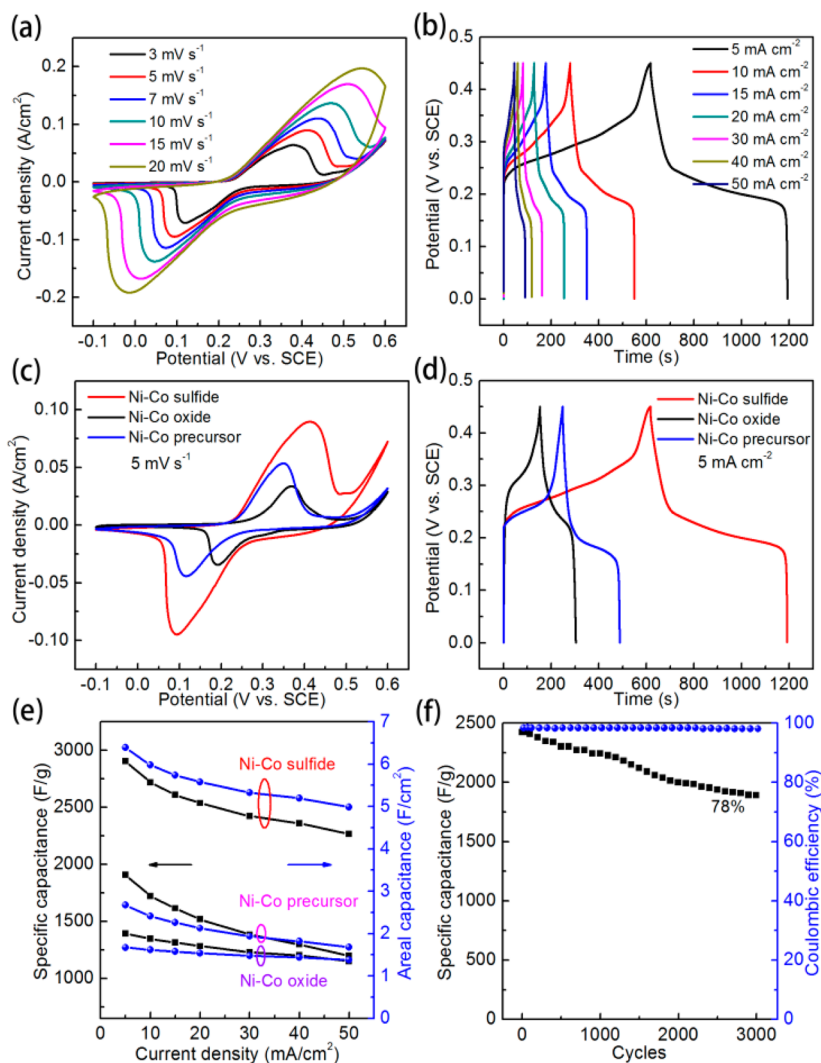 (a)
3 mV s⁻¹
5 mV s⁻¹
7 mV s⁻¹
10 mV s⁻¹
15 mV s⁻¹
20 mV s⁻¹
0.2
0.1
0.0
-0.1
-0.2
Current density (A/cm²)
-0.1 0.0 0.1 0.2 0.3 0.4 0.5 0.6
Potential (V vs. SCE)
(b)
5 mA cm⁻²
10 mA cm⁻²
15 mA cm⁻²
20 mA cm⁻²
30 mA cm⁻²
40 mA cm⁻²
50 mA cm⁻²
0.5
0.4
0.3
0.2
0.1
0.0
Potential (V vs. SCE)
0 200 400 600 800 1000 1200
Time (s)
(c)
Ni-Co sulfide
Ni-Co oxide
Ni-Co precursor
5 mV s⁻¹
0.10
0.05
0.00
-0.05
-0.10
Current density (A/cm²)
-0.1 0.0 0.1 0.2 0.3 0.4 0.5 0.6
Potential (V vs. SCE)
(d)
Ni-Co sulfide
Ni-Co oxide
Ni-Co precursor
5 mA cm⁻²
0.5
0.4
0.3
0.2
0.1
0.0
Potential (V vs. SCE)
0 200 400 600 800 1000 1200
Time (s)
(e)
Ni-Co sulfide
Ni-Co precursor
Ni-Co oxide
3000
2500
2000
1500
1000
Specific capacitance (F/g)
7
6
5
4
3
2
1
0
Areal capacitance (F/cm²)
0 10 20 30 40 50
Current density (mA/cm²)
(f)
78%
2500
2000
1500
1000
500
0
Specific capacitance (F/g)
100
80
60
40
20
0
Coulombic efficiency (%)
0 1000 2000 3000
Cycles